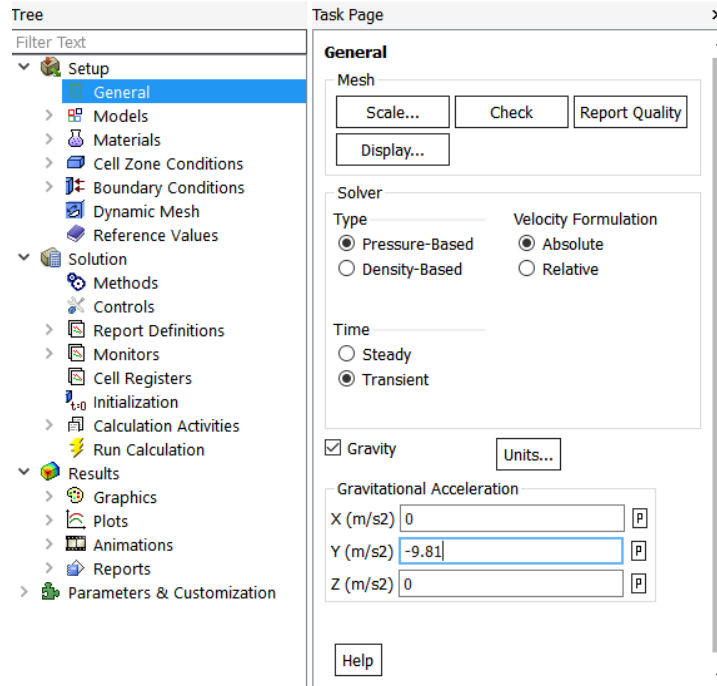 Tree
Filter Text
Setup
General
Models
Materials
Cell Zone Conditions
Boundary Conditions
Dynamic Mesh
Reference Values
Solution
Methods
Controls
Report Definitions
Monitors
Cell Registers
t=0 Initialization
Calculation Activities
Run Calculation
Results
Graphics
Plots
Animations
Reports
Parameters & Customization
Task Page
General
Mesh
Scale... Check Report Quality
Display...
Solver
Type Velocity Formulation
Pressure-Based Absolute
Density-Based Relative
Time
Steady
Transient
Gravity Units...
Gravitational Acceleration
X (m/s2) 0 P
Y (m/s2) -9.81 P
Z (m/s2) 0 P
Help